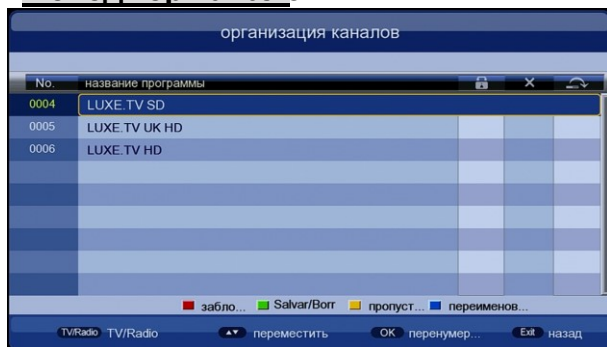 организация каналов
No. название программы
0004 LUXE.TV SD
0005 LUXE.TV UK HD
0006 LUXE.TV HD
забло... Salvar/Borr пропуст... переименов...
TV/Radio TV/Radio переместить OK перенумер... Exit назад